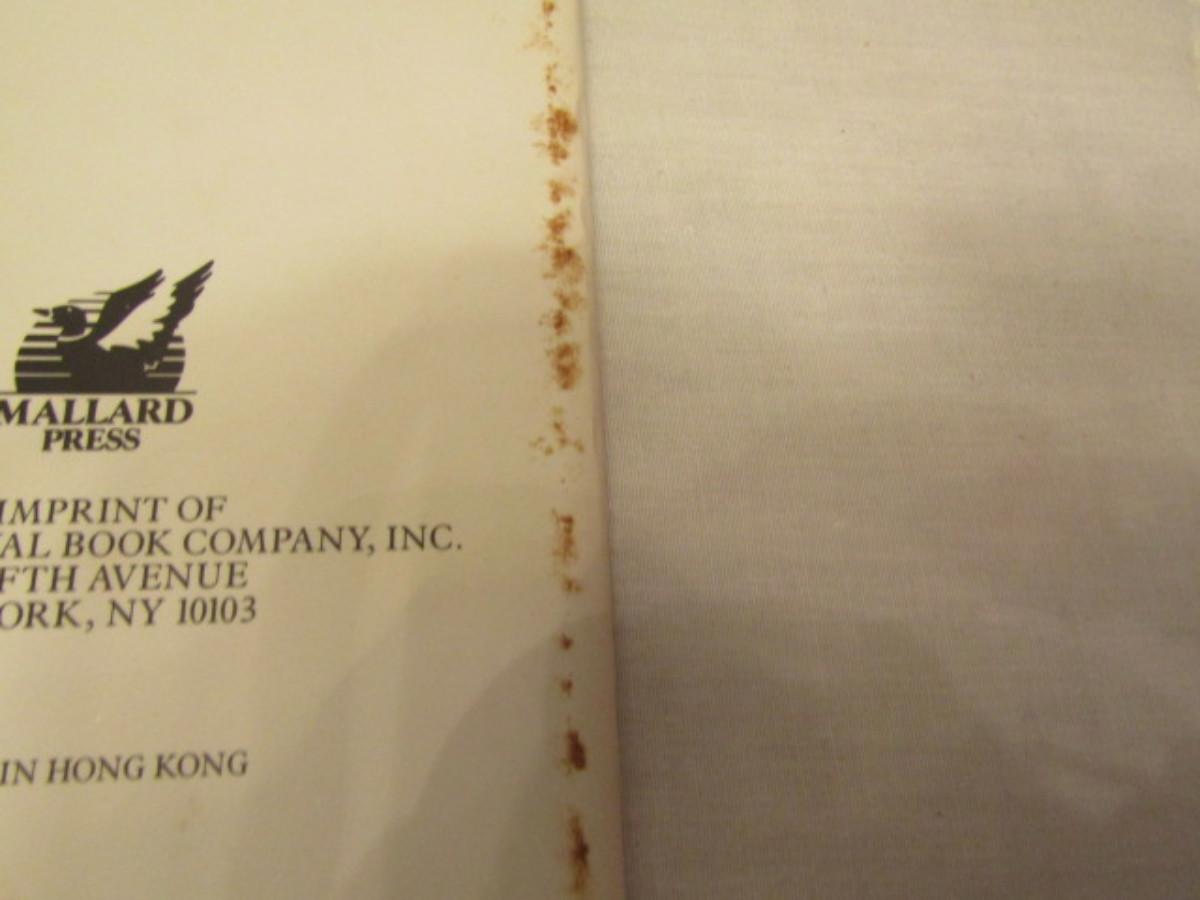 MALLARD
PRESS
IMPRINT OF
AL BOOK COMPANY, INC.
FTH AVENUE
ORK, NY 10103
IN HONG KONG